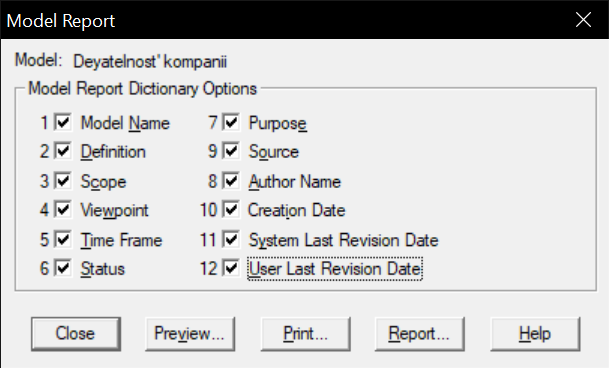 Model Report
Model: Deyatelnost' kompanii
Model Report Dictionary Options
1 Model Name
2 Definition
3 Scope
4 Viewpoint
5 Time Frame
6 Status
7 Purpose
9 Source
8 Author Name
10 Creation Date
11 System Last Revision Date
12 User Last Revision Date
Close
Preview...
Print...
Report...
Help